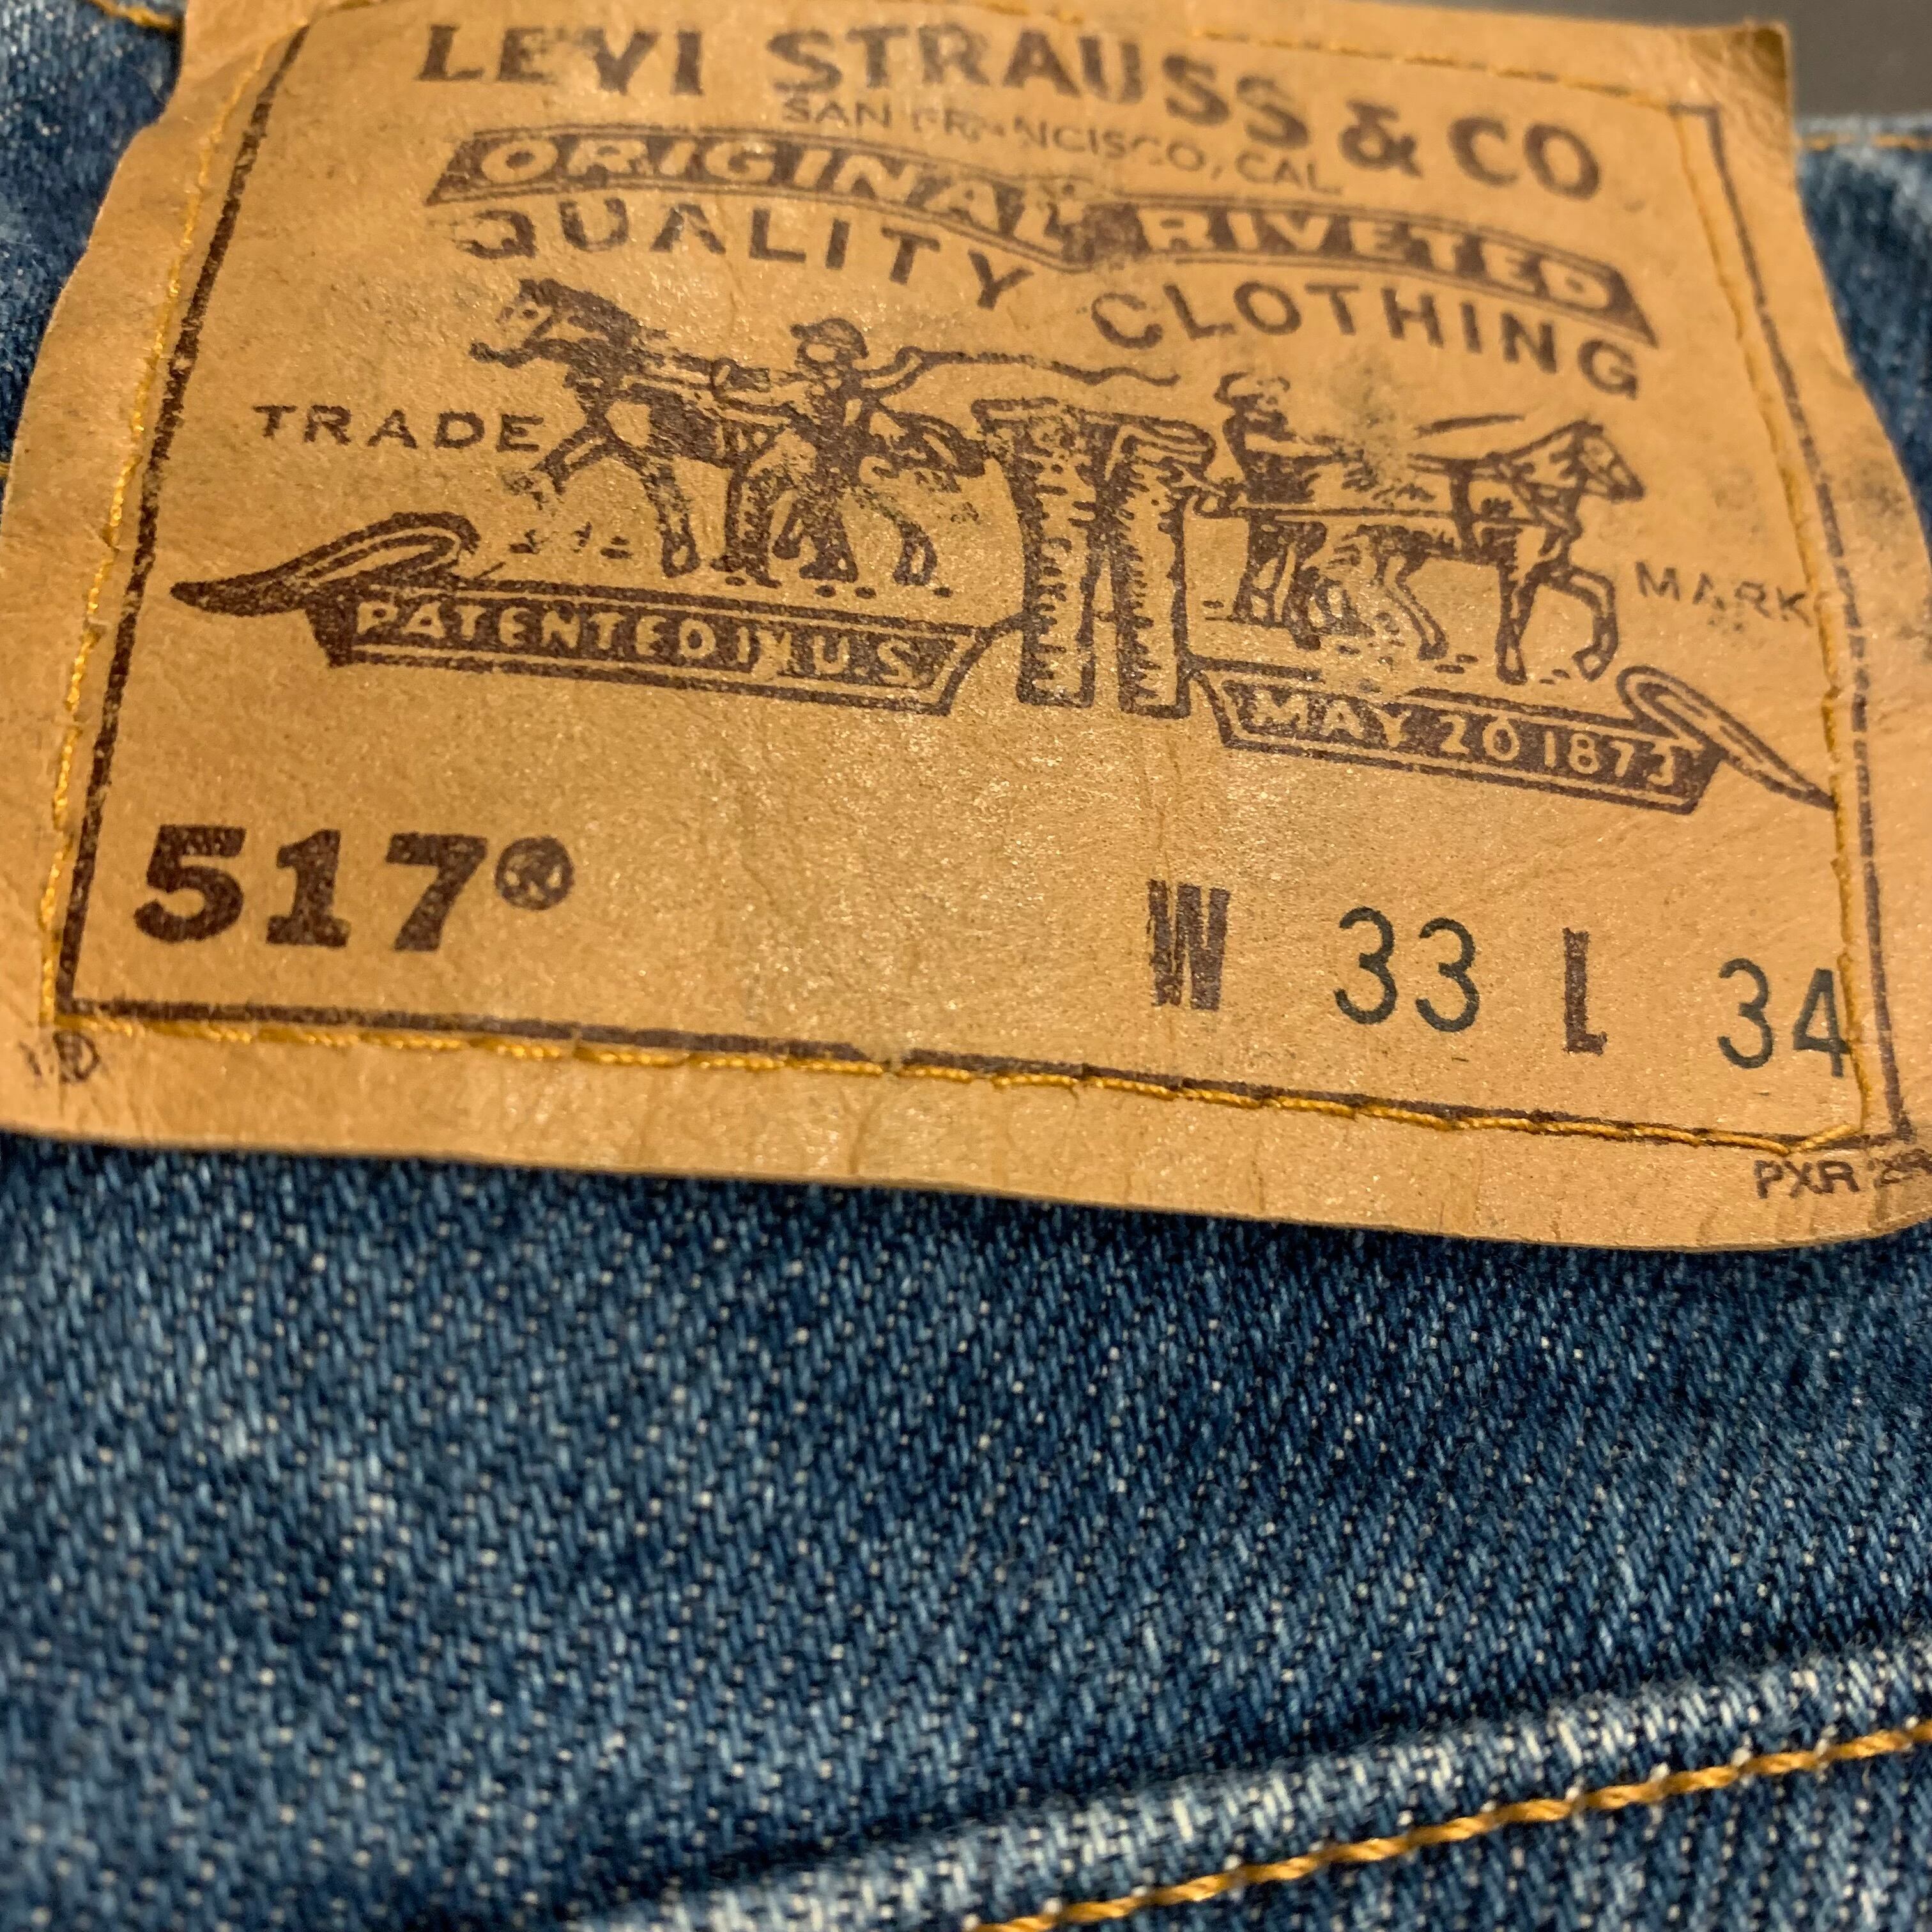 LEVI STRAUSS & CO
SAN FRANCISCO, CAL.
ORIGINAL RIVETED
QUALITY CLOTHING
TRADE MARK
PATENTED IN U.S.
MAY 20 1873
517® W 33 L 34
PXR